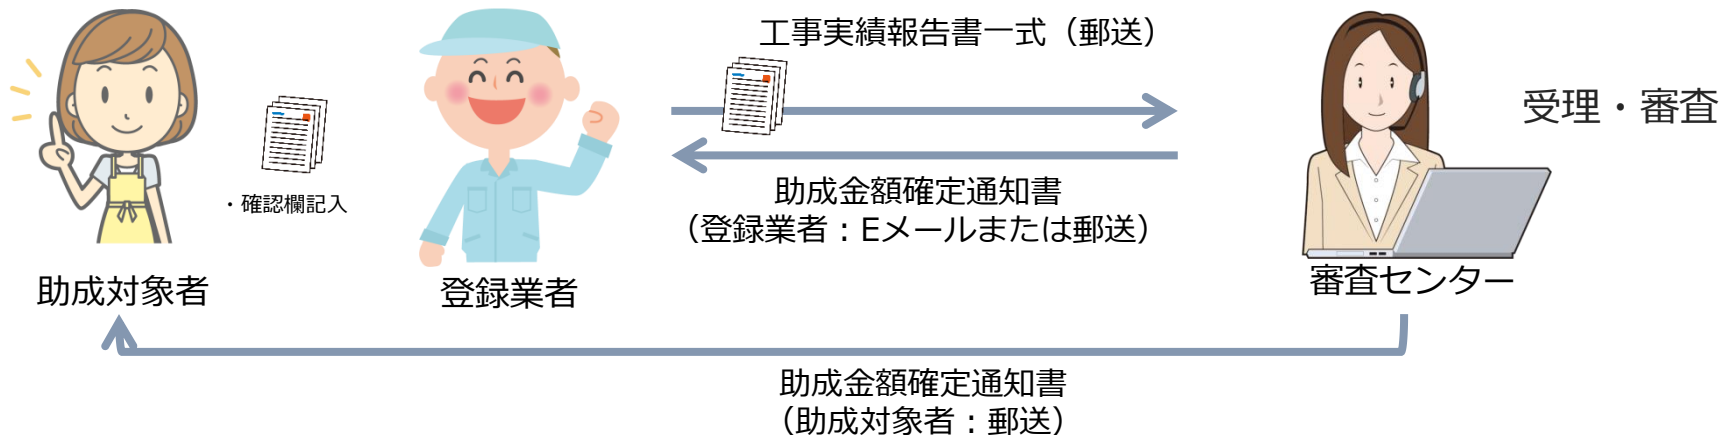 工事実績報告書一式（郵送）
受理・審査
・確認欄記入
助成金額確定通知書
（登録業者：Eメールまたは郵送）
助成対象者
登録業者
審査センター
助成金額確定通知書
（助成対象者：郵送）